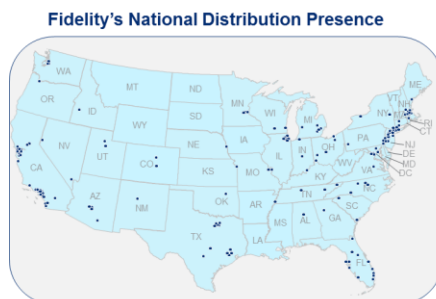 Fidelity's National Distribution Presence
WA
MT
ND
ME
VT
NH
OR
ID
MN
WI
MI
NY
MA
RI
CT
SD
WY
PA
NJ
DE
MD
DC
NV
UT
NE
IL
IN
OH
WV
VA
CA
CO
KS
MO
KY
NC
TN
AZ
NM
OK
AR
SC
MS
AL
GA
TX
LA
FL